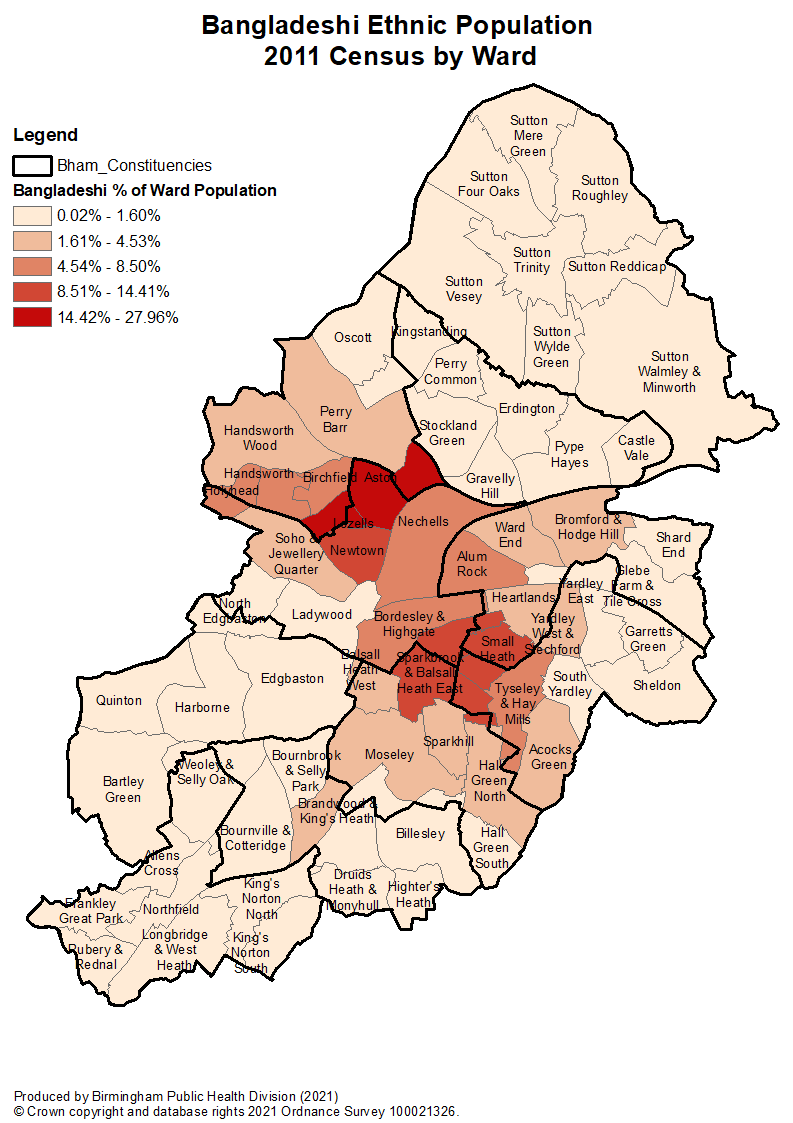 Bangladeshi Ethnic Population
2011 Census by Ward
Legend
Bham_Constituencies
Bangladeshi % of Ward Population
0.02% - 1.60%
1.61% - 4.53%
4.54% - 8.50%
8.51% - 14.41%
14.42% - 27.96%
Sutton
Mere
Green
Sutton
Four Oaks
Sutton
Roughley
Sutton
Trinity
Sutton Reddicap
Sutton
Vesey
Sutton
Wylde
Green
Sutton
Walmley &
Minworth
Oscott
Kingstanding
Perry
Common
Erdington
Perry
Barr
Stockland
Green
Handsworth
Wood
Pype
Hayes
Castle
Vale
Gravelly
Hill
Handsworth
Birchfield
Aston
Holyhead
Lozells
Nechells
Newtown
Soho &
Jewellery
Quarter
Ward
End
Bromford &
Hodge Hill
Shard
End
Alum
Rock
Glebe
Farm &
Tile Cross
Yardley
East
Heartlands
North
Edgbaston
Ladywood
Bordesley &
Highgate
Yardley
West &
Stechford
Garretts
Green
Small
Heath
Balsall
Heath
West
Sparkbrook
& Balsall
Heath East
Edgbaston
South
Yardley
Sheldon
Quinton
Harborne
Tyseley
& Hay
Mills
Moseley
Sparkhill
Acocks
Green
Hall
Green
North
Bartley
Green
Weoley &
Selly Oak
Bournbrook
& Selly
Park
Brandwood &
King's Heath
Bournville &
Cotteridge
Billesley
Hall
Green
South
Allens
Cross
Druids
Heath &
Monyhull
Highter's
Heath
King's
Norton
North
Frankley
Great Park
Northfield
Longbridge
& West
Heath
King's
Norton
South
Rubery &
Rednal
Produced by Birmingham Public Health Division (2021)
© Crown copyright and database rights 2021 Ordnance Survey 100021326.